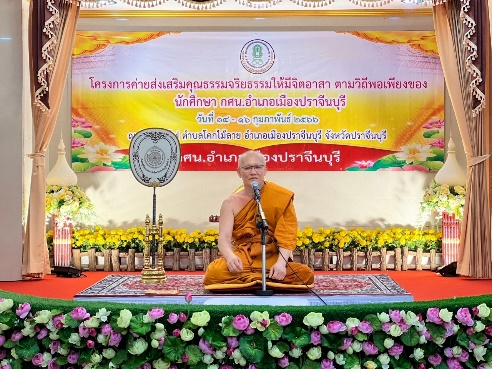 โครงการค่ายส่งเสริมคุณธรรมจริยธรรมให้มีจิตอาสา ตามวิถีพอเพียงของ
นักศึกษา กศน.อำเภอเมืองปราจีนบุรี
วันที่ ๑๔ - ๑๖ กุมภาพันธ์ ๒๕๖๖
ตำบลโคกไม้ลาย อำเภอเมืองปราจีนบุรี จังหวัดปราจีนบุรี
กศน.อำเภอเมืองปราจีนบุรี